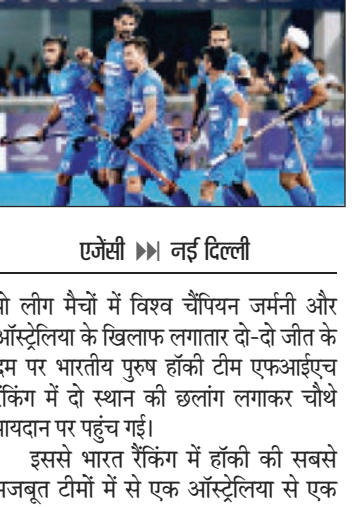 एजेंसी ▶▶| नई दिल्ली
लीग मैचों में विश्व चैंपियन जर्मनी और
ऑस्ट्रेलिया के खिलाफ लगातार दो-दो जीत के
दम पर भारतीय पुरुष हॉकी टीम एफआईएच
रैंकिंग में दो स्थान की छलांग लगाकर चौथे
पायदान पर पहुंच गई।
इससे भारत रैंकिंग में हॉकी की सबसे
मजबूत टीमों में से एक ऑस्ट्रेलिया से एक